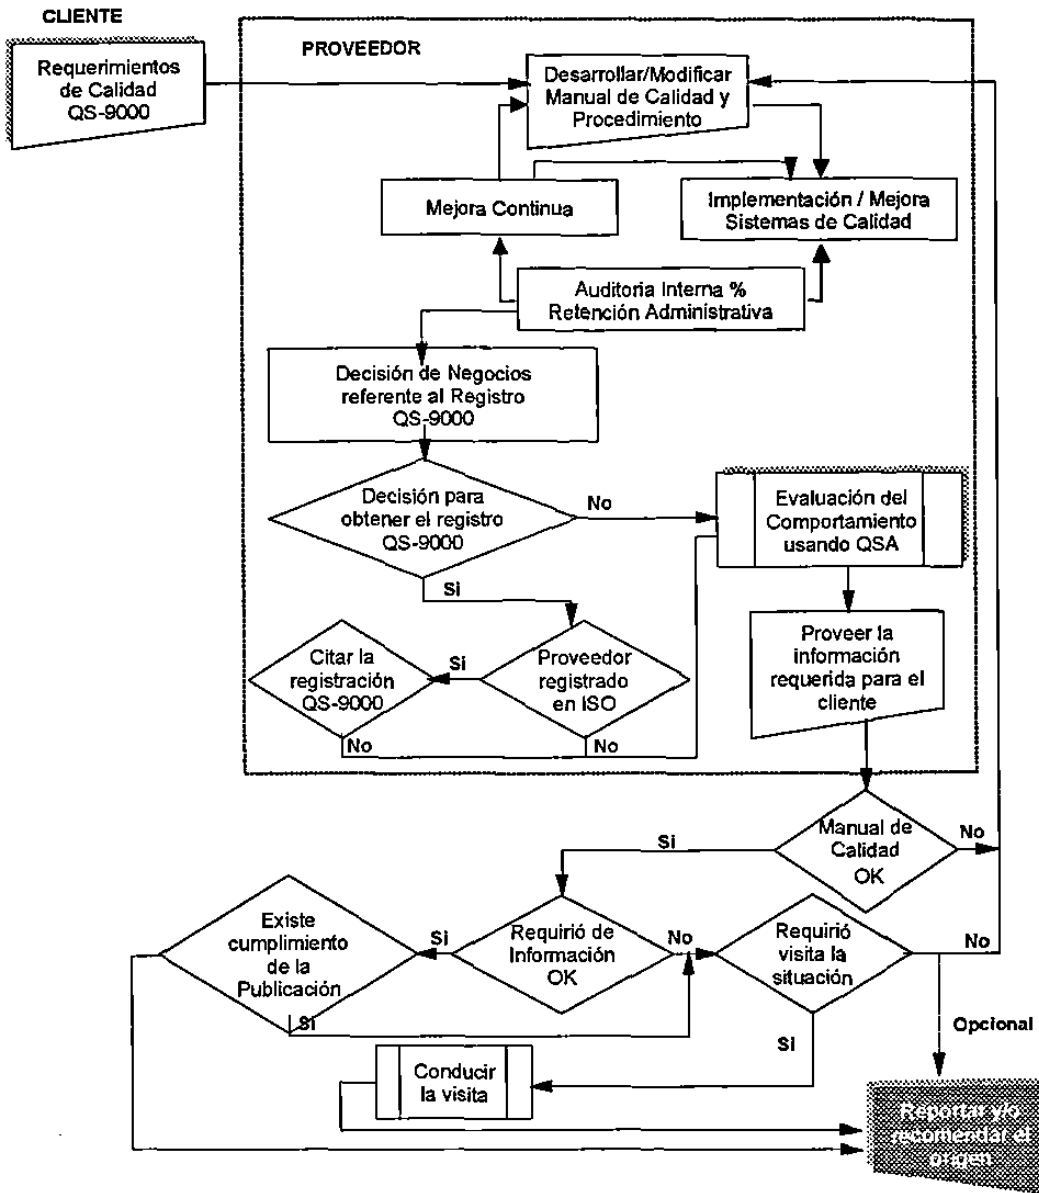 CLIENTE
Requerimientos
de Calidad
QS-9000
PROVEEDOR
Desarrollar/Modificar
Manual de Calidad y
Procedimiento
Mejora Continua
Implementación / Mejora
Sistemas de Calidad
Auditoria Interna %
Retención Administrativa
Decisión de Negocios
referente al Registro
QS-9000
Decisión para
obtener el registro
QS-9000
No
Evaluación del
Comportamiento
usando QSA
Si
Citar la
registración
QS-9000
Si
Proveedor
registrado
en ISO
Proveer la
información
requerida para el
cliente
No
No
Manual de
Calidad
OK
No
Si
Existe
cumplimiento
de la
Publicación
Si
Requirió de
Información
OK
No
Requirió
visita la
situación
No
Si
Si
Opcional
Conducir
la visita
Reportar y/o
recomendar el
origen